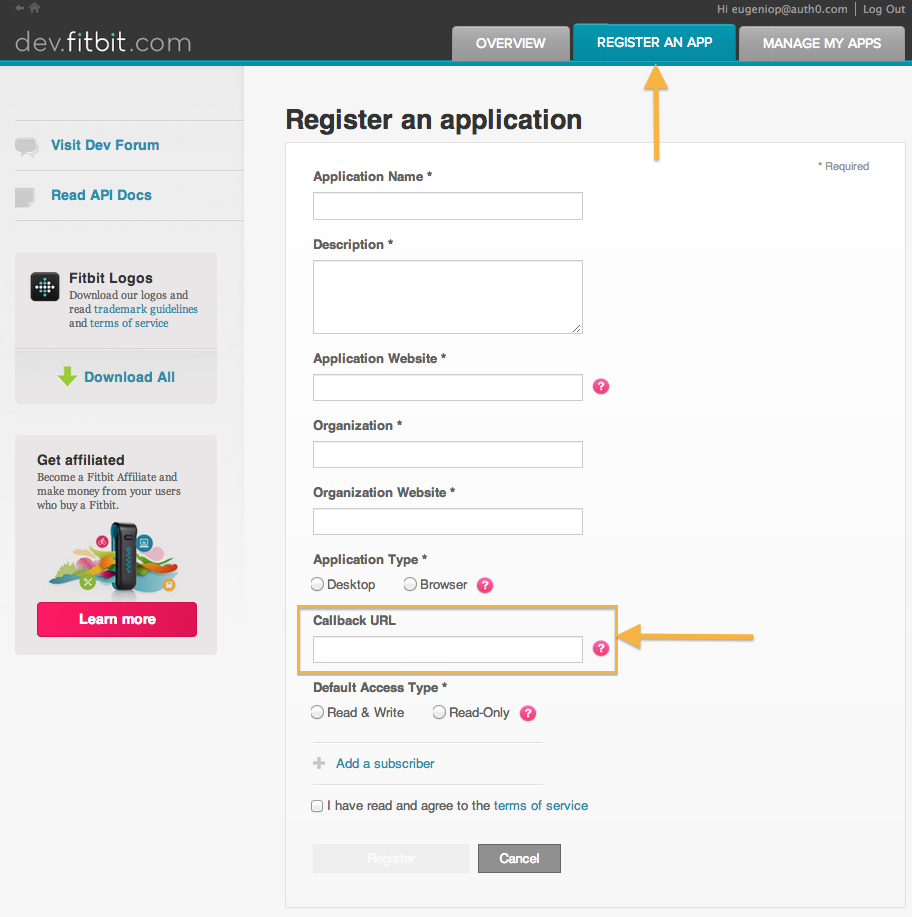 Hi eugeniop@auth0.com | Log Out
dev.fitbit.com
OVERVIEW
REGISTER AN APP
MANAGE MY APPS
Visit Dev Forum
Read API Docs
Fitbit Logos
Download our logos and
read trademark guidelines
and terms of service
Download All
Get affiliated
Become a Fitbit Affiliate and
make money from your users
who buy a Fitbit.
Learn more
Register an application
* Required
Application Name *
Description *
Application Website *
?
Organization *
Organization Website *
Application Type *
Desktop Browser ?
Callback URL
?
Default Access Type *
Read & Write Read-Only ?
Add a subscriber
I have read and agree to the terms of service
Register Cancel